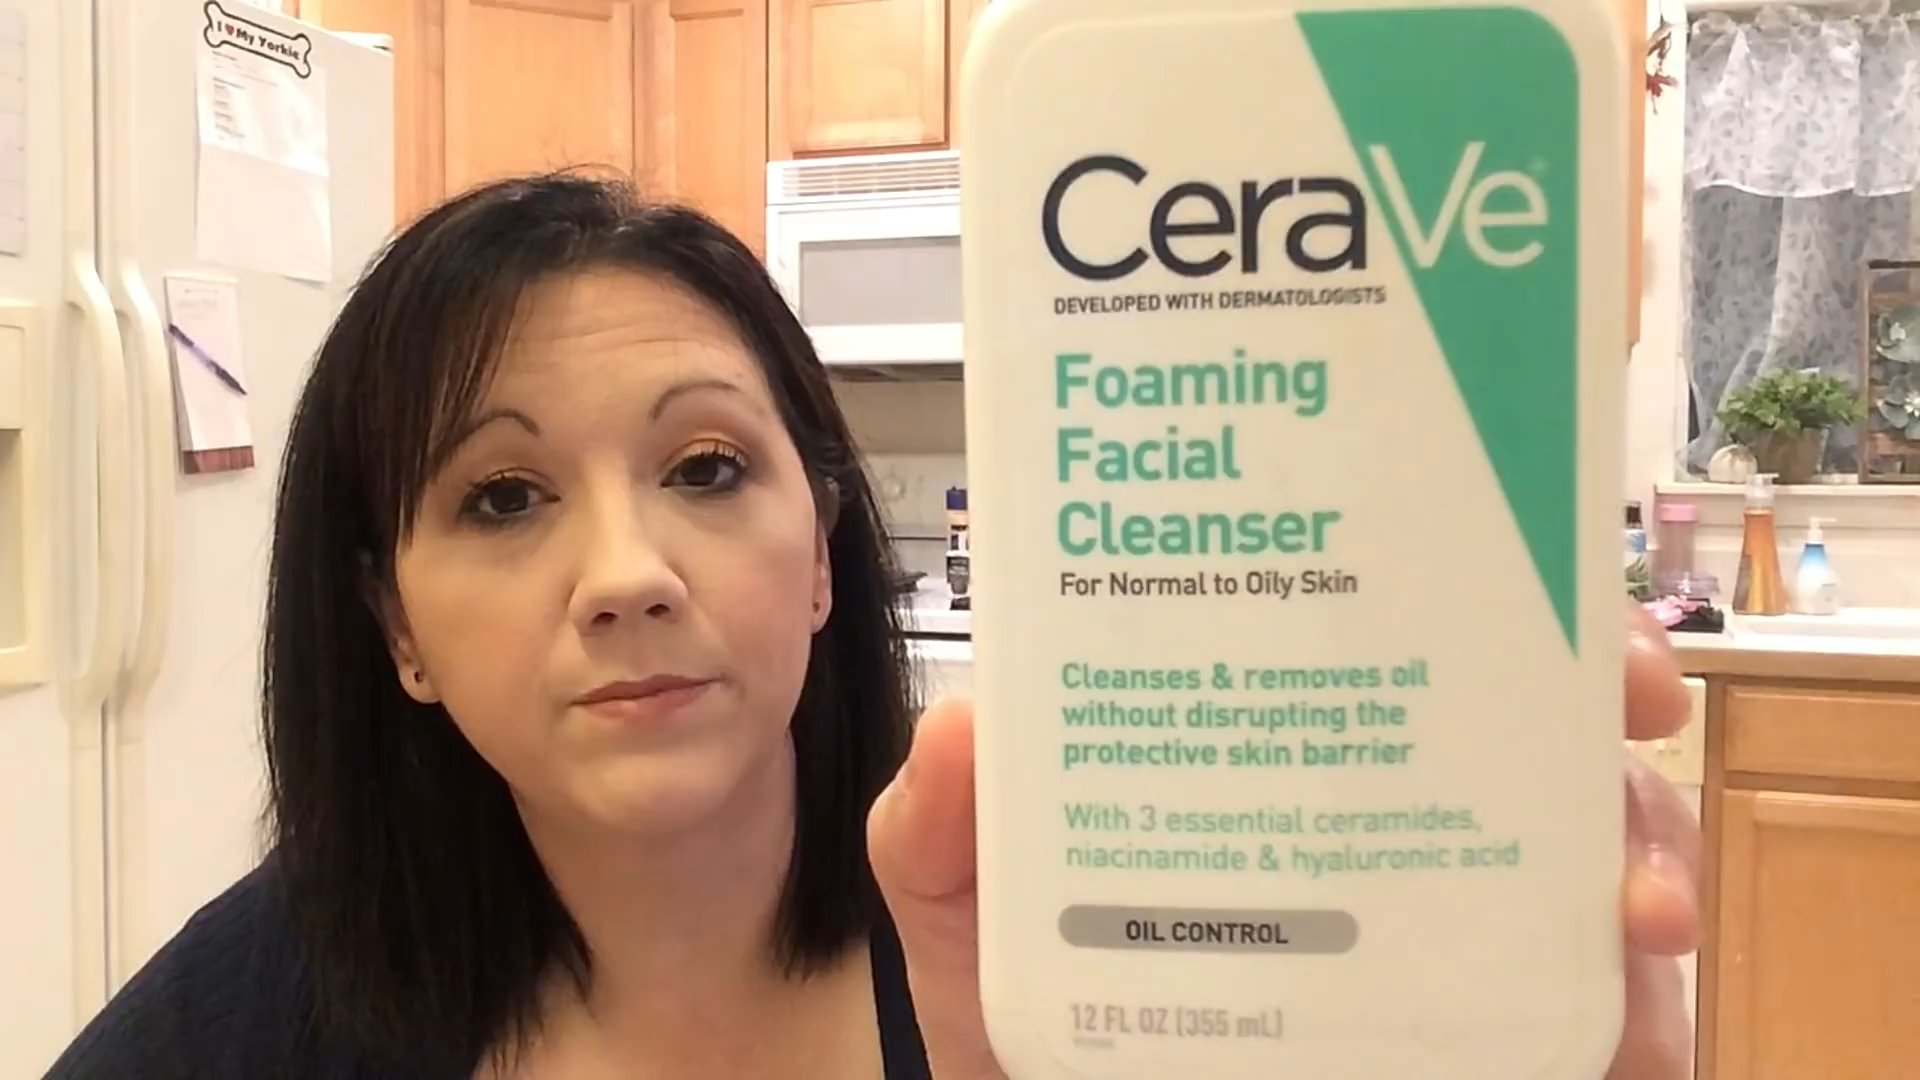 I ♥ My Yorkie
CeraVe
DEVELOPED WITH DERMATOLOGISTS
Foaming
Facial
Cleanser
For Normal to Oily Skin
Cleanses & removes oil
without disrupting the
protective skin barrier
With 3 essential ceramides,
niacinamide & hyaluronic acid
OIL CONTROL
12 FL OZ (355 mL)